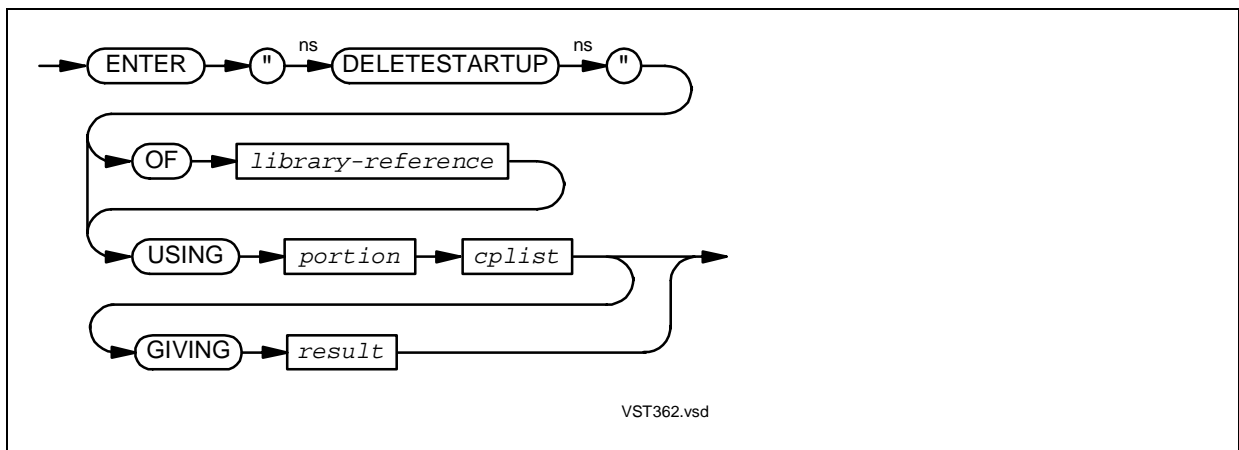 ENTER " ns DELETESTARTUP ns "
OF library-reference
USING portion cplist
GIVING result
VST362.vsd